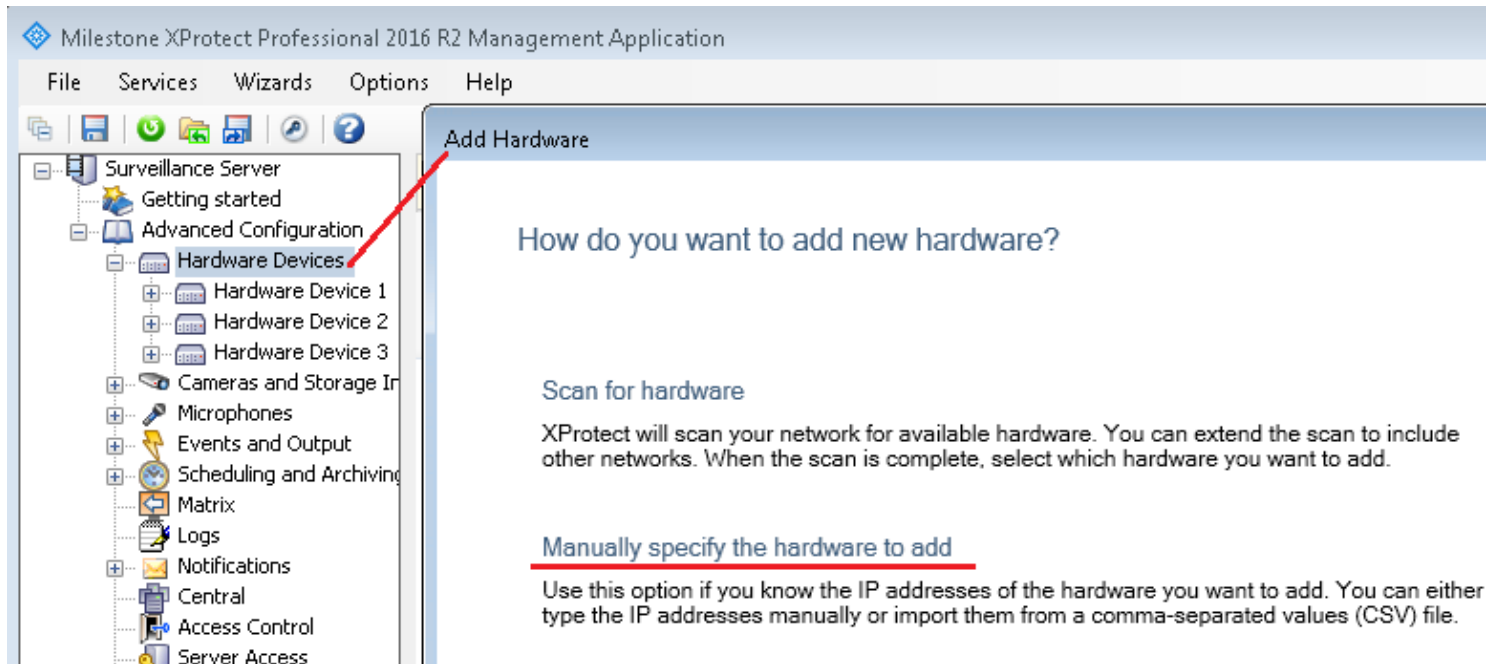 Milestone XProtect Professional 2016 R2 Management Application
File Services Wizards Options Help
Add Hardware
Surveillance Server
Getting started
Advanced Configuration
Hardware Devices
Hardware Device 1
Hardware Device 2
Hardware Device 3
Cameras and Storage In
Microphones
Events and Output
Scheduling and Archiving
Matrix
Logs
Notifications
Central
Access Control
Server Access
How do you want to add new hardware?
Scan for hardware
XProtect will scan your network for available hardware. You can extend the scan to include
other networks. When the scan is complete, select which hardware you want to add.
Manually specify the hardware to add
Use this option if you know the IP addresses of the hardware you want to add. You can either
type the IP addresses manually or import them from a comma-separated values (CSV) file.